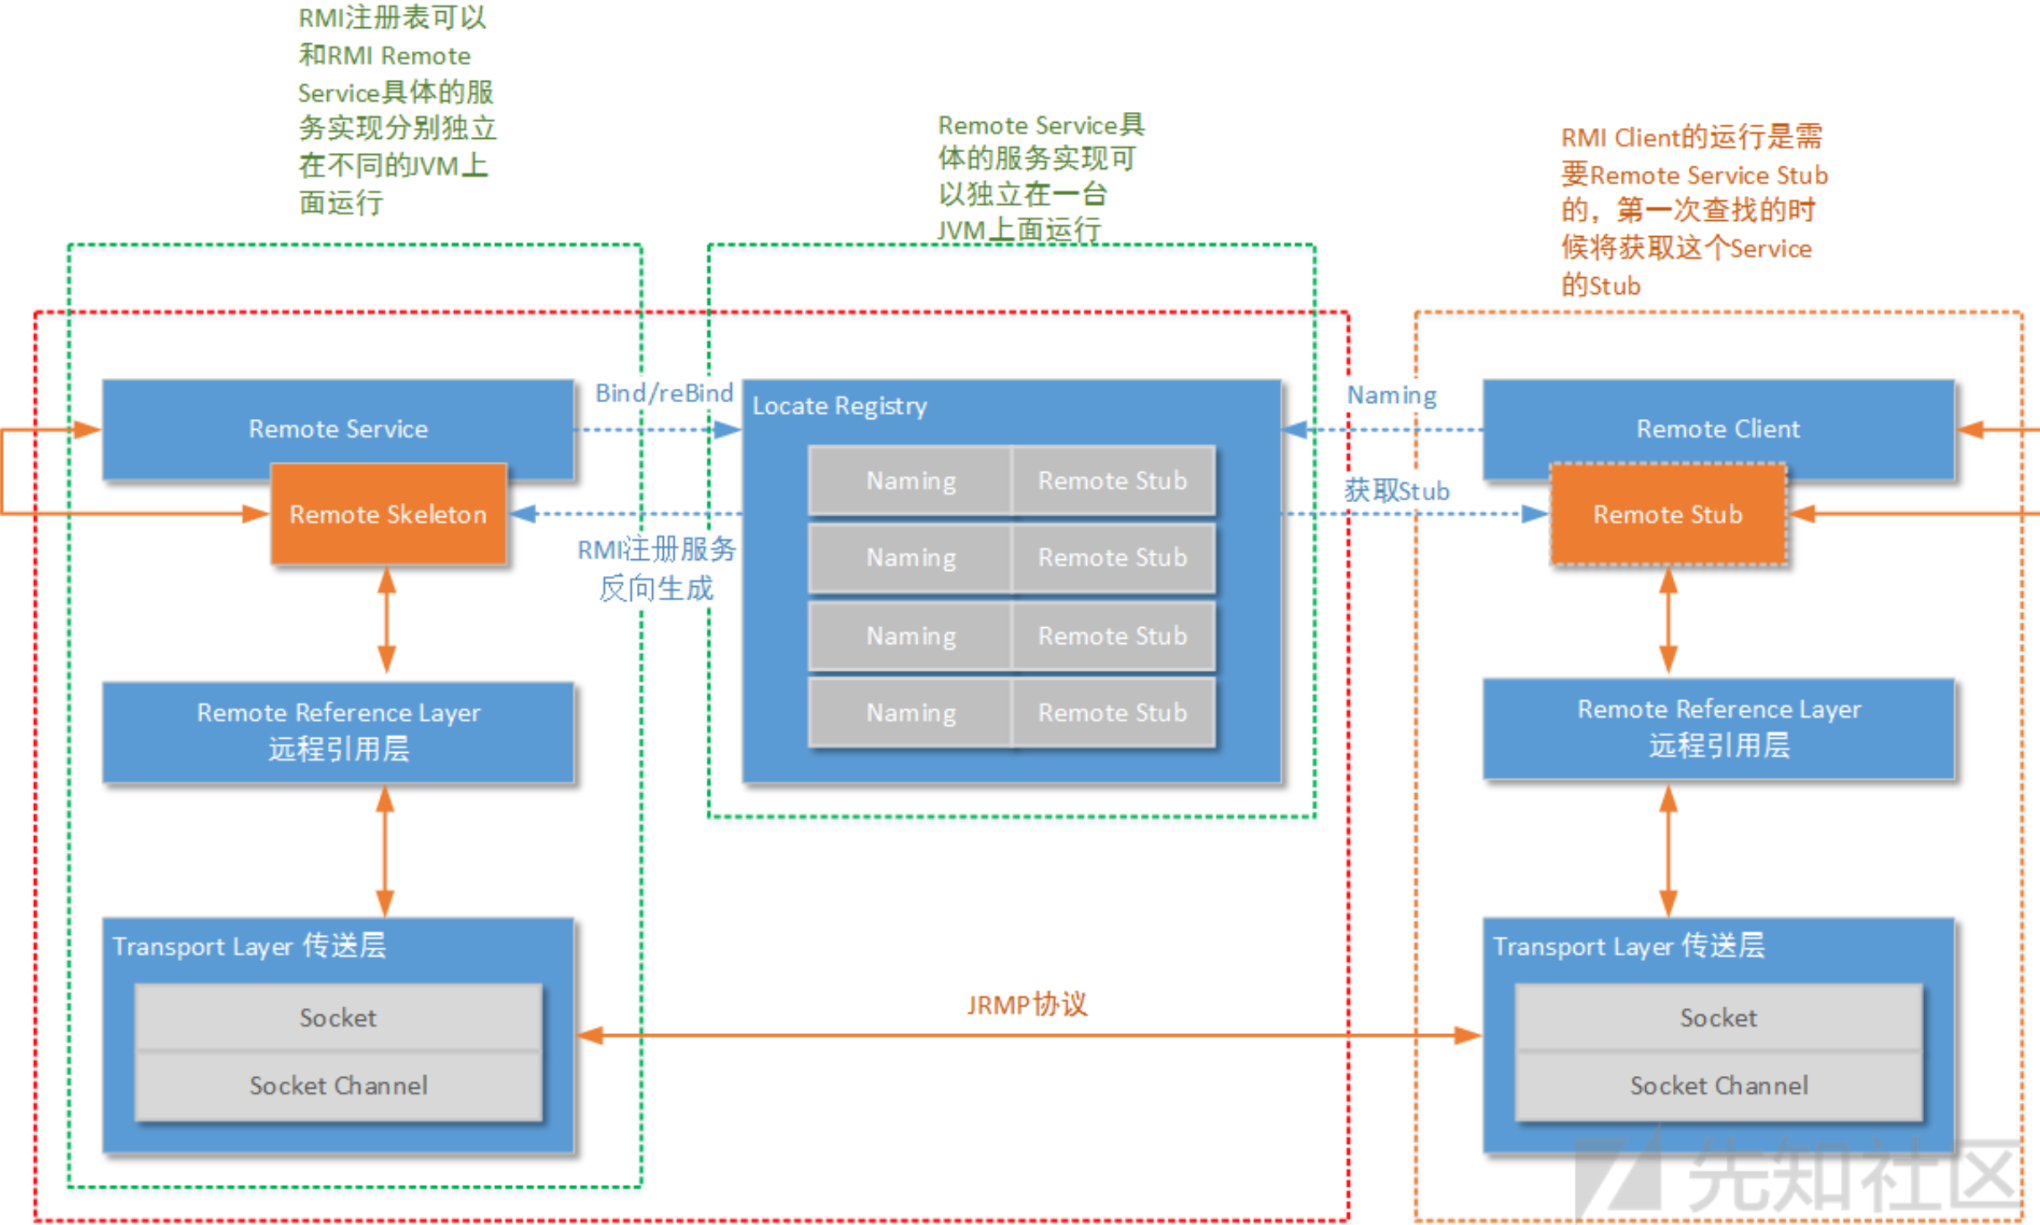 RMI注册表可以
和RMI Remote
Service具体的服
务实现分别独立
在不同的JVM上
面运行
Remote Service具
体的服务实现可
以独立在一台
JVM上面运行
RMI Client的运行是需
要Remote Service Stub
的，第一次查找的时
候将获取这个Service
的Stub
Remote Service
Bind/reBind
Locate Registry
Naming
Remote Client
Remote Skeleton
RMI注册服务
反向生成
Naming Remote Stub
Naming Remote Stub
Naming Remote Stub
Naming Remote Stub
获取Stub
Remote Stub
Remote Reference Layer
远程引用层
Remote Reference Layer
远程引用层
Transport Layer 传送层
Socket
Socket Channel
JRMP协议
Transport Layer 传送层
Socket
Socket Channel
先知社区